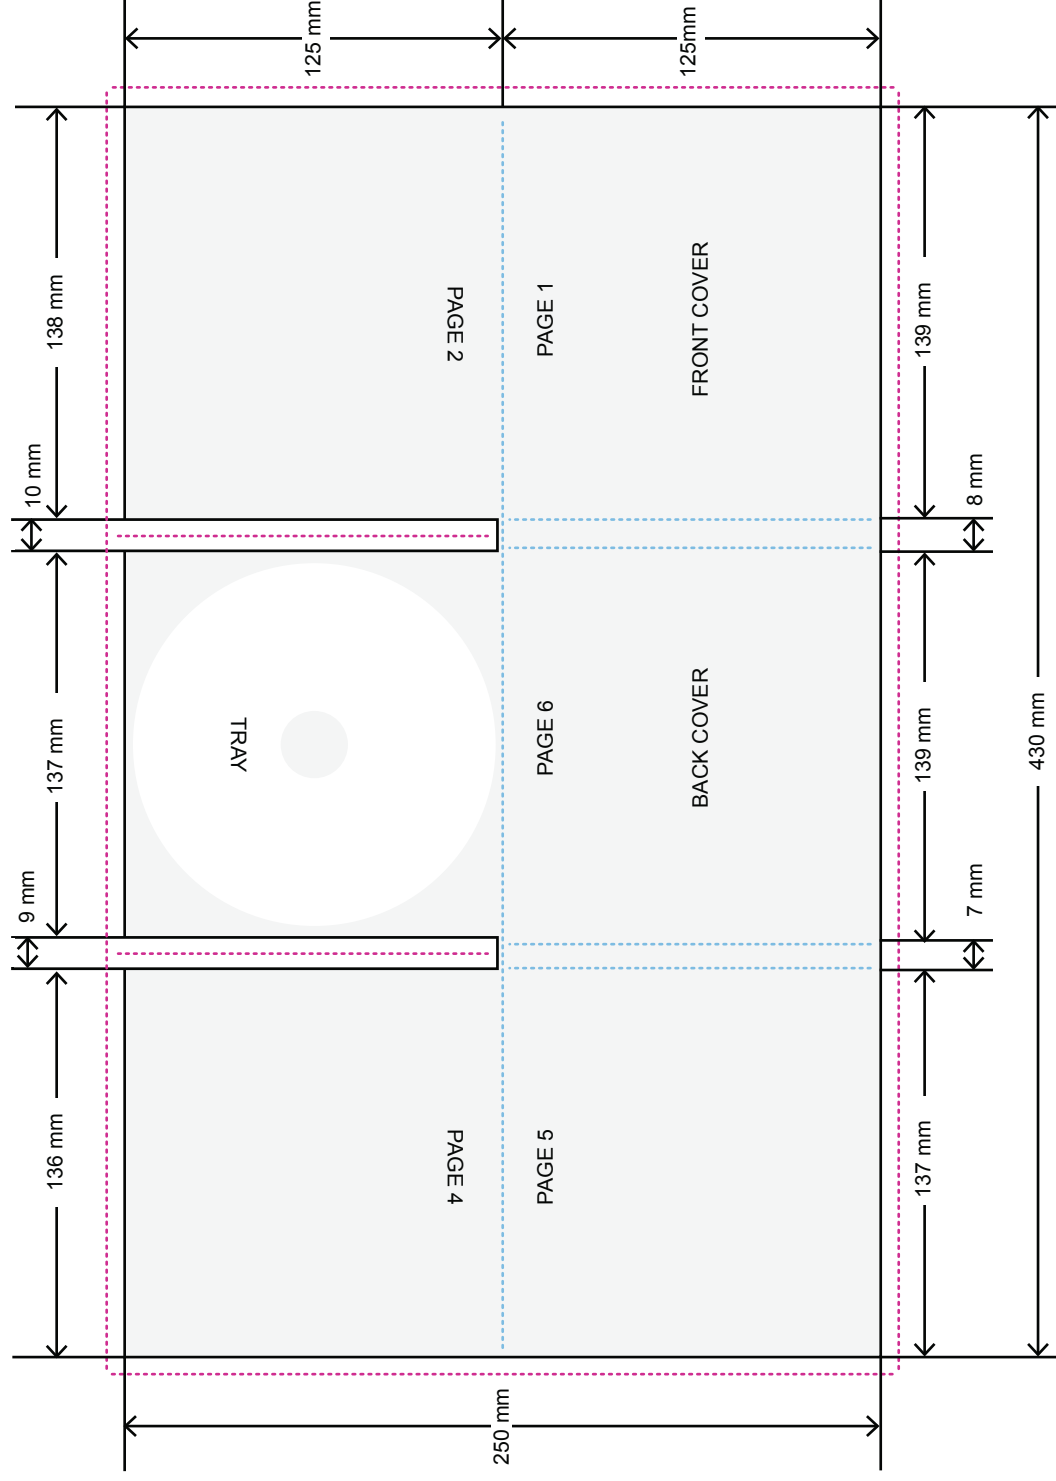 125 mm
125mm
138 mm
10 mm
137 mm
9 mm
136 mm
PAGE 2
PAGE 1
FRONT COVER
139 mm
8 mm
TRAY
PAGE 6
BACK COVER
139 mm
430 mm
7 mm
PAGE 4
PAGE 5
137 mm
250 mm